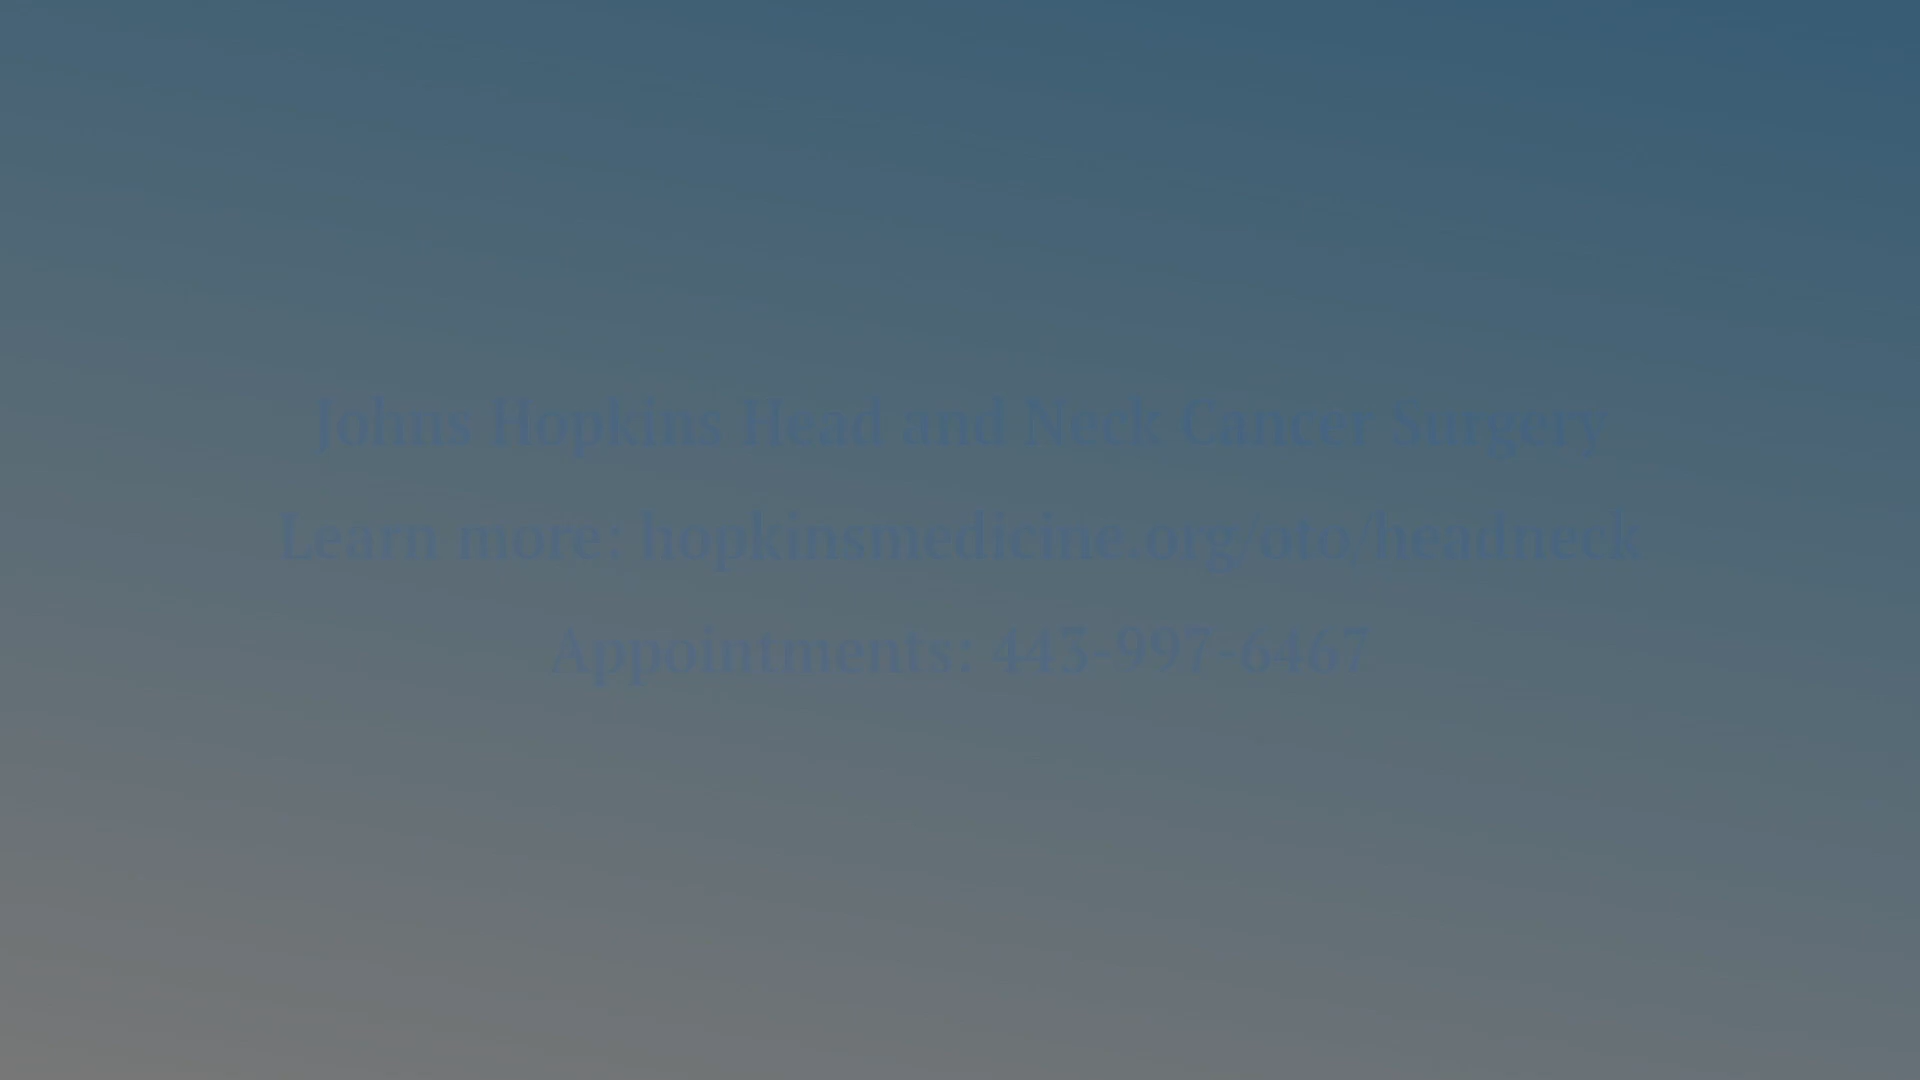 Johns Hopkins Head and Neck Cancer Surgery
Learn more: hopkinsmedicine.org/oto/headneck
Appointments: 443-997-6467